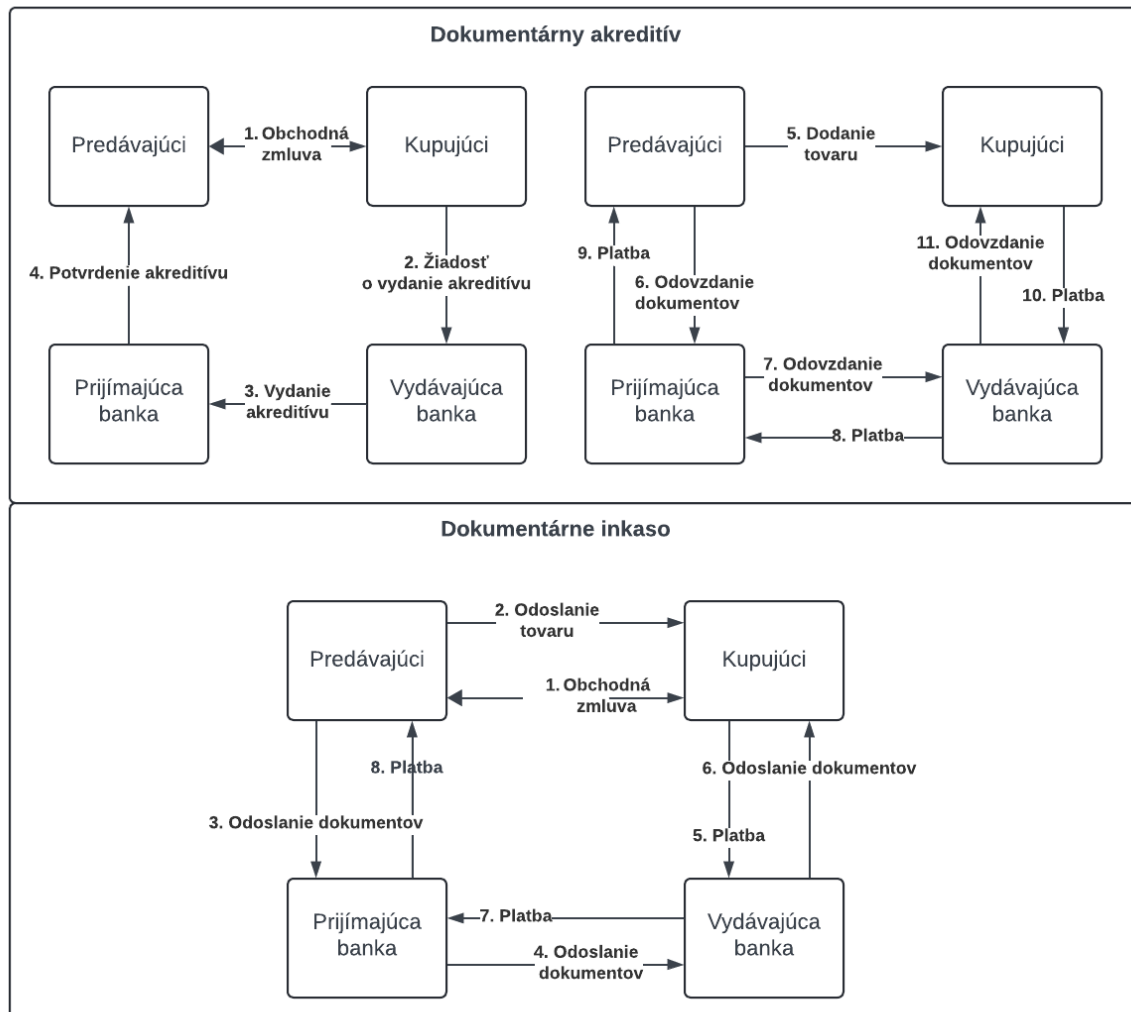 Dokumentárny akreditív
Predávajúci
1. Obchodná
zmluva
Kupujúci
4. Potvrdenie akreditívu
2. Žiadosť
o vydanie akreditívu
Prijímajúca
banka
3. Vydanie
akreditívu
Vydávajúca
banka
Predávajúci
5. Dodanie
tovaru
Kupujúci
9. Platba
6. Odovzdanie
dokumentov
11. Odovzdanie
dokumentov
10. Platba
Prijímajúca
banka
7. Odovzdanie
dokumentov
8. Platba
Vydávajúca
banka
Dokumentárne inkaso
Predávajúci
2. Odoslanie
tovaru
1. Obchodná
zmluva
Kupujúci
8. Platba
3. Odoslanie dokumentov
6. Odoslanie dokumentov
5. Platba
Prijímajúca
banka
7. Platba
4. Odoslanie
dokumentov
Vydávajúca
banka